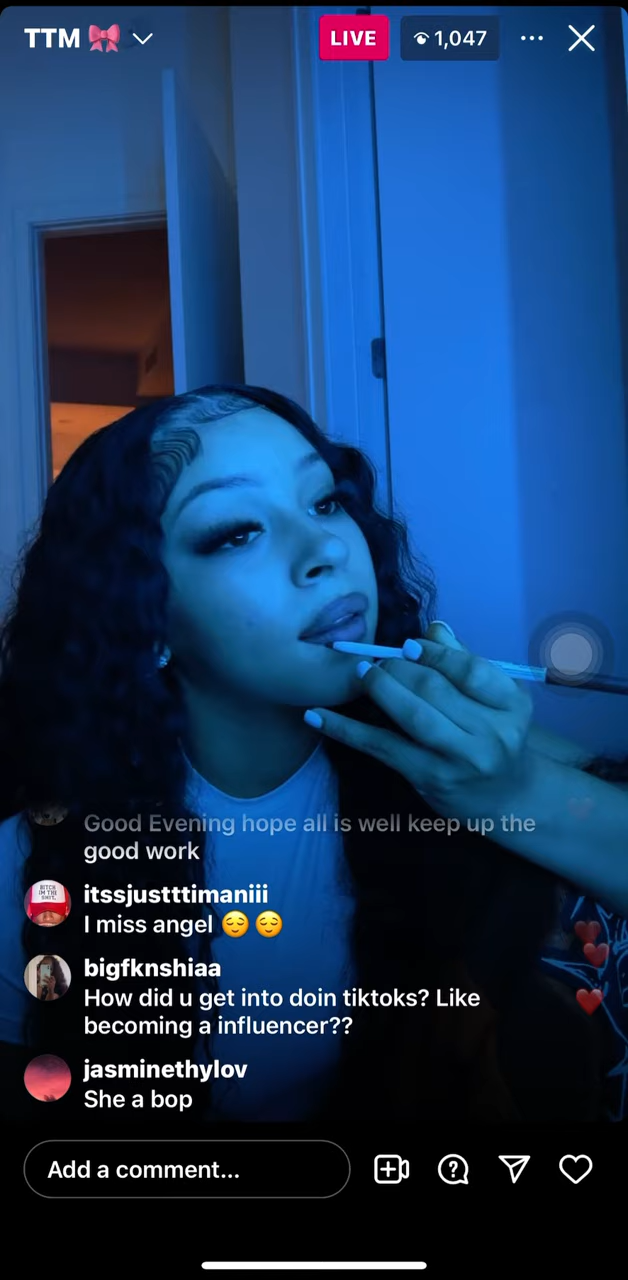 TTM 🎀
LIVE
1,047
Good Evening hope all is well keep up the
good work
itssjustttimaniii
I miss angel 😌 😌
bigfknshiaa
How did u get into doin tiktoks? Like
becoming a influencer??
jasminethylov
She a bop
Add a comment...